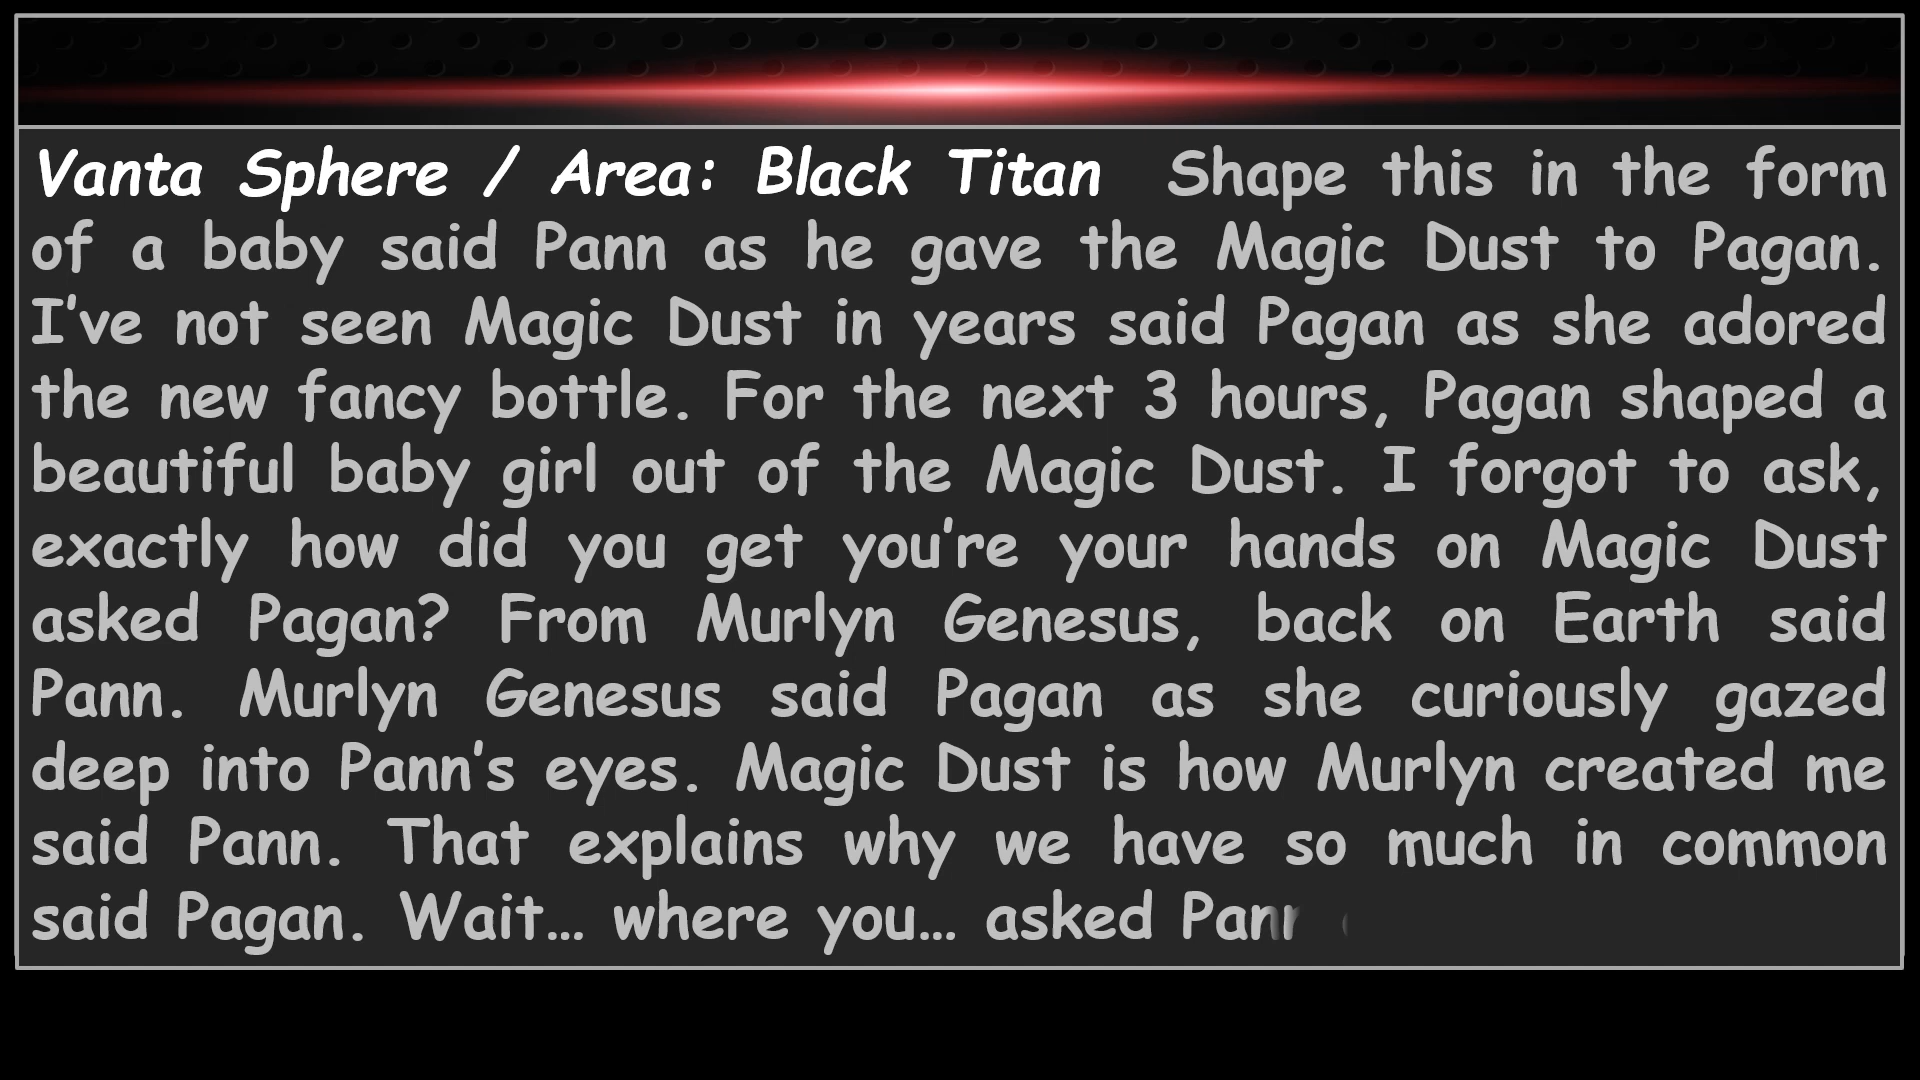 Vanta Sphere / Area: Black Titan Shape this in the form
of a baby said Pann as he gave the Magic Dust to Pagan.
I've not seen Magic Dust in years said Pagan as she adored
the new fancy bottle. For the next 3 hours, Pagan shaped a
beautiful baby girl out of the Magic Dust. I forgot to ask,
exactly how did you get you're your hands on Magic Dust
asked Pagan? From Murlyn Genesus, back on Earth said
Pann. Murlyn Genesus said Pagan as she curiously gazed
deep into Pann's eyes. Magic Dust is how Murlyn created me
said Pann. That explains why we have so much in common
said Pagan. Wait… where you… asked